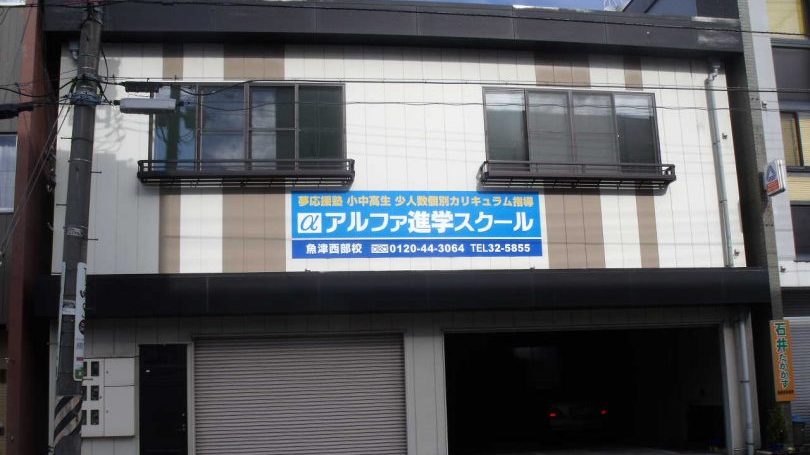 夢応援塾 小中高生 少人数個別カリキュラム指導
α アルファ進学スクール
魚津西部校 0120-44-3064 TEL32-5855
石井